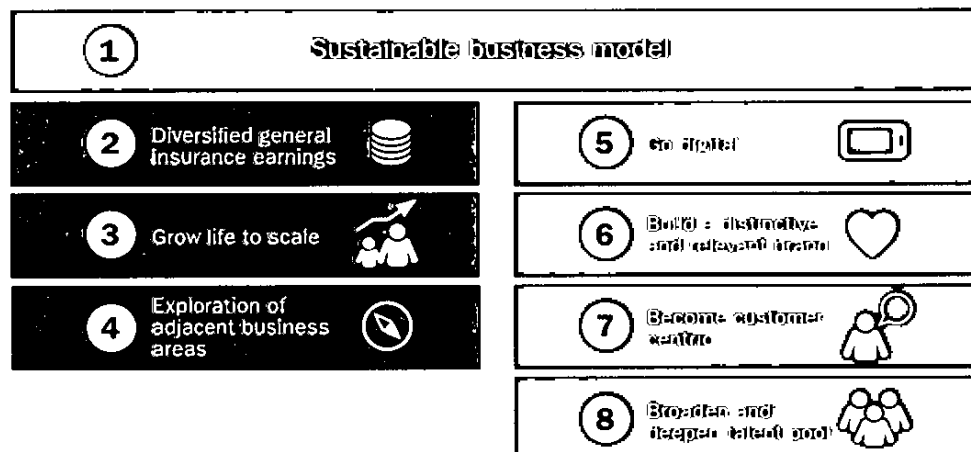 1 Sustainable business model
2 Diversified general
insurance earnings
3 Grow life to scale
4 Exploration of
adjacent business
areas
5 Go digital
6 Build a distinctive
and relevant brand
7 Become customer
centric
8 Broaden and
deepen talent pool